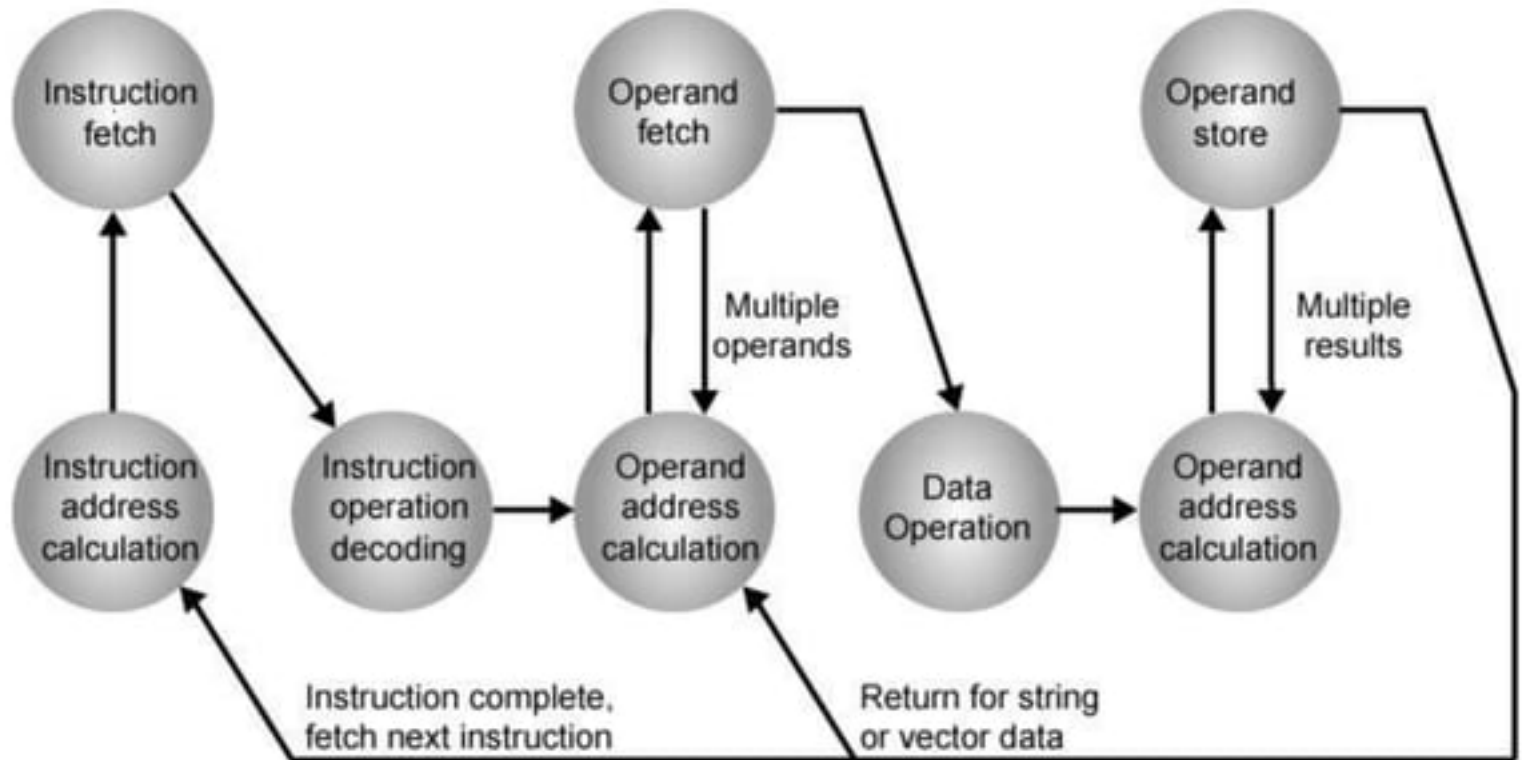 Instruction
fetch
Operand
fetch
Operand
store
Multiple
operands
Multiple
results
Instruction
address
calculation
Instruction
operation
decoding
Operand
address
calculation
Data
Operation
Operand
address
calculation
Instruction complete,
fetch next instruction
Return for string
or vector data